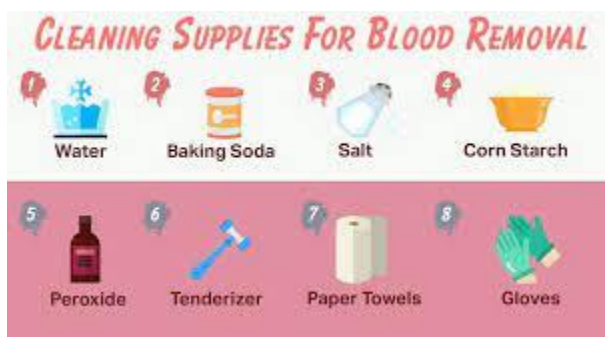 CLEANING SUPPLIES FOR BLOOD REMOVAL
1 2 3 4
Water Baking Soda Salt Corn Starch
5 6 7 8
Peroxide Tenderizer Paper Towels Gloves